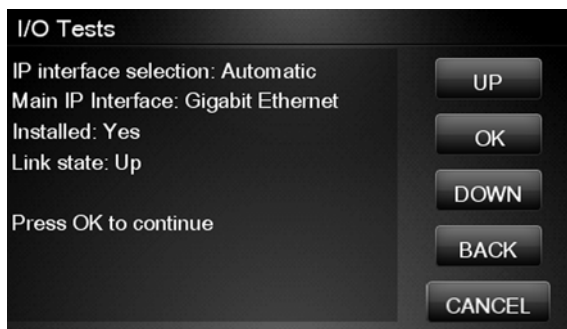 I/O Tests
IP interface selection: Automatic
Main IP Interface: Gigabit Ethernet
Installed: Yes
Link state: Up
Press OK to continue
UP
OK
DOWN
BACK
CANCEL